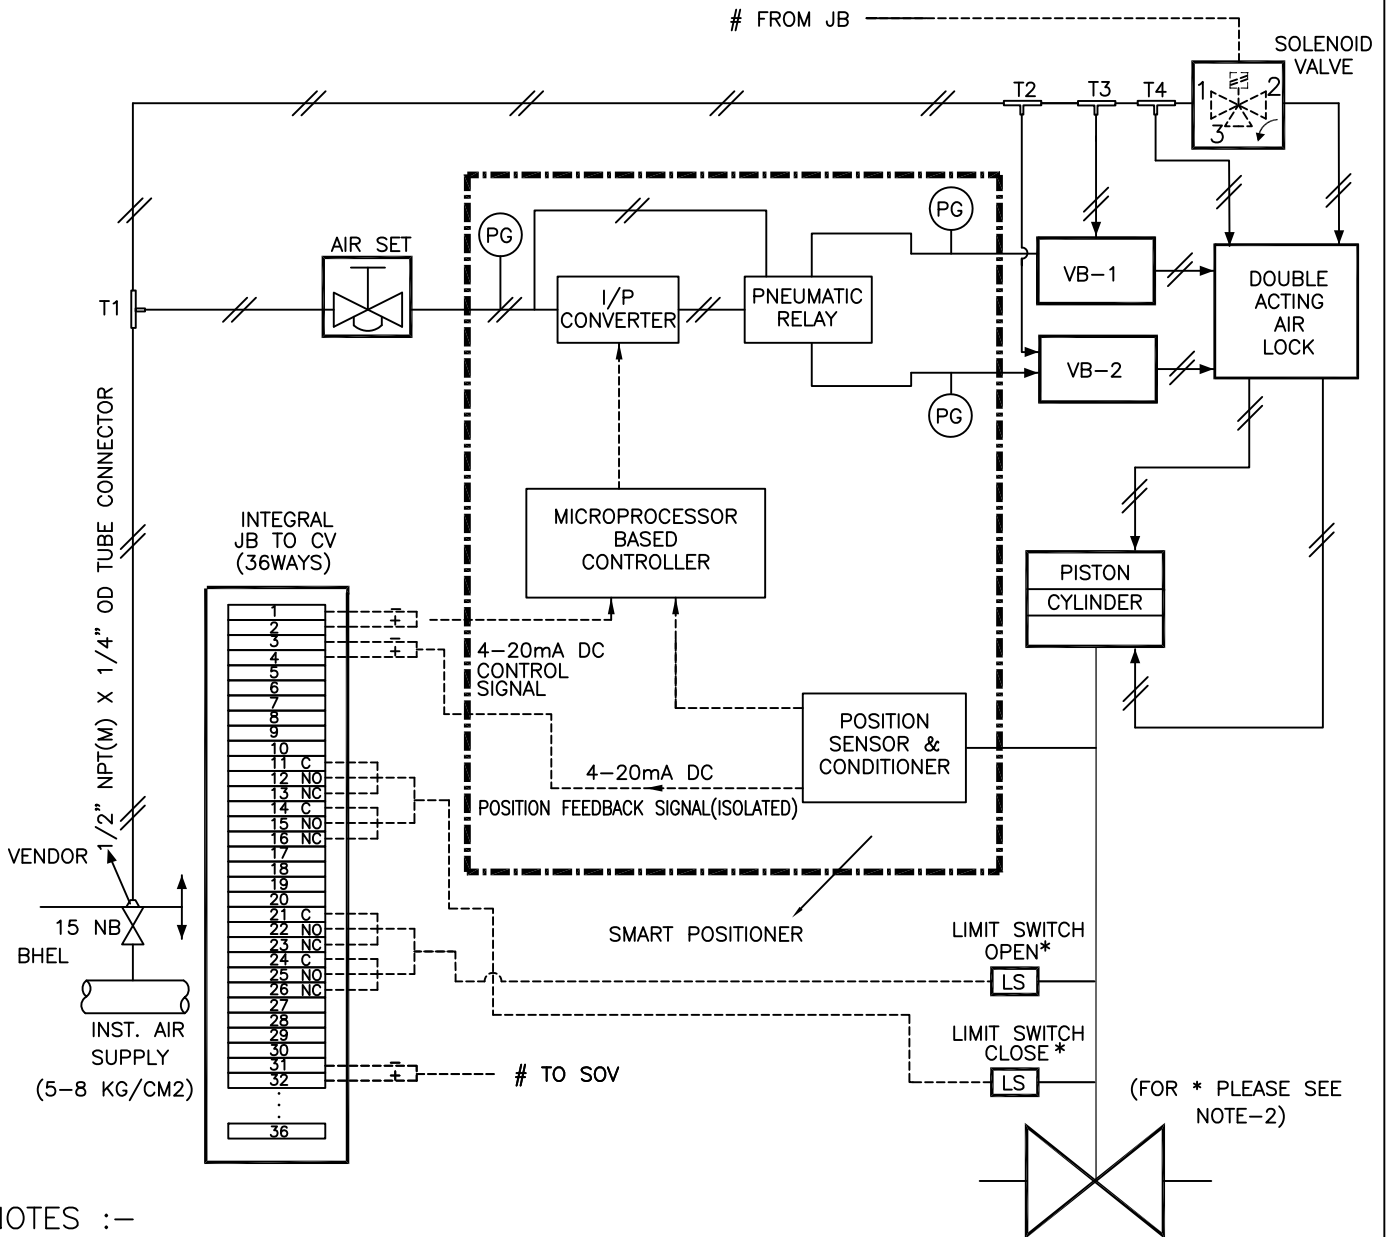 # FROM JB
SOLENOID
VALVE
T2
T3
T4
1
2
3
PG
PG
AIR SET
T1
I/P
CONVERTER
PNEUMATIC
RELAY
VB-1
DOUBLE
ACTING
AIR
LOCK
VB-2
PG
1/2" NPT(M) X 1/4" OD TUBE CONNECTOR
INTEGRAL
JB TO CV
(36WAYS)
MICROPROCESSOR
BASED
CONTROLLER
PISTON
CYLINDER
1 -
2 +
3 -
4 +
5
6
7
8
9
10
11 C
12 NO
13 NC
14 C
15 NO
16 NC
17
18
19
20
21 C
22 NO
23 NC
24 C
25 NO
26 NC
27
28
29
30
31 -
32 +
36
4-20mA DC
CONTROL
SIGNAL
POSITION
SENSOR &
CONDITIONER
4-20mA DC
POSITION FEEDBACK SIGNAL(ISOLATED)
VENDOR
15 NB
BHEL
INST. AIR
SUPPLY
(5-8 KG/CM2)
SMART POSITIONER
LIMIT SWITCH
OPEN*
LS
LIMIT SWITCH
CLOSE*
LS
# TO SOV
(FOR * PLEASE SEE
NOTE-2)
NOTES :-